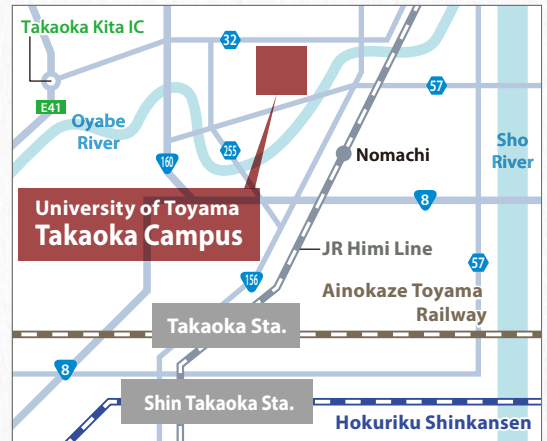 Takaoka Kita IC
32
E41
57
Oyabe
River
160
255
Nomachi
Sho
River
University of Toyama
Takaoka Campus
8
JR Himi Line
57
156
Ainokaze Toyama
Railway
Takaoka Sta.
8
Shin Takaoka Sta.
Hokuriku Shinkansen